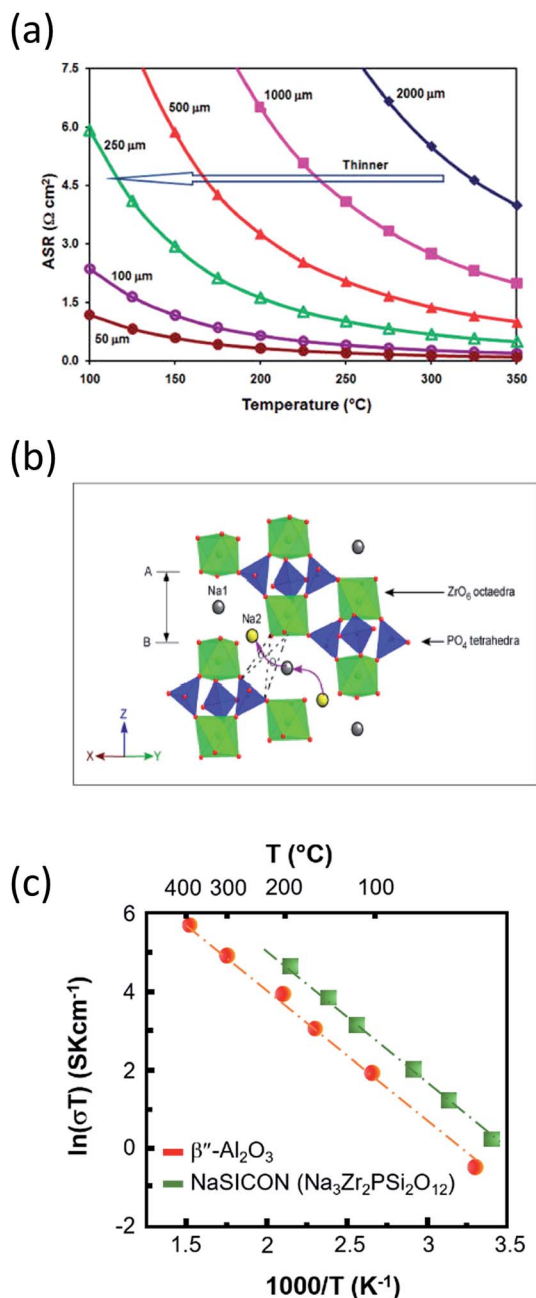 (a)
7.5
6.0
4.5
3.0
1.5
0.0
ASR (Ω cm²)
50 μm
100 μm
250 μm
500 μm
1000 μm
2000 μm
Thinner
100 150 200 250 300 350
Temperature (°C)
(b)
A
B
Na1
Na2
ZrO₆ octaedra
PO₄ tetrahedra
Z
X
Y
(c)
T (°C)
400 300 200 100
6
4
2
0
-2
ln(σT) (SKcm⁻¹)
β″-Al₂O₃
NaSICON (Na₃Zr₂PSi₂O₁₂)
1.5 2 2.5 3 3.5
1000/T (K⁻¹)